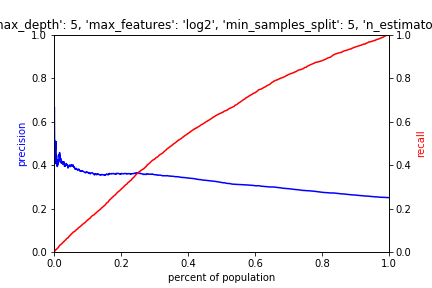 max_depth': 5, 'max_features': 'log2', 'min_samples_split': 5, 'n_estimato
1.0 1.0
0.8 0.8
0.6 0.6
precision recall
0.4 0.4
0.2 0.2
0.0 0.0
0.0 0.2 0.4 0.6 0.8 1.0
percent of population